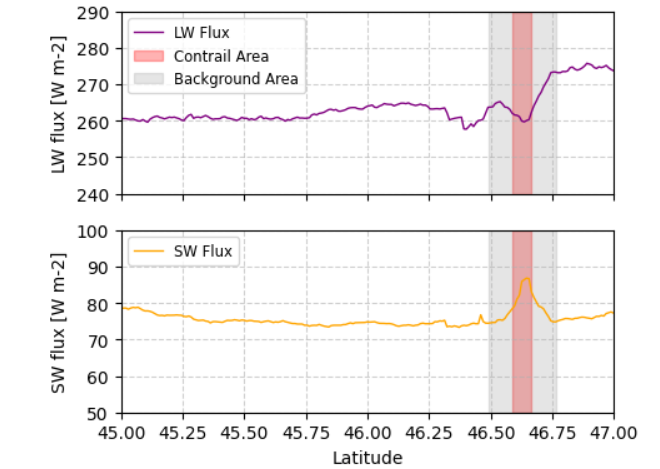 290
280
270
260
250
240
LW flux [W m-2]
LW Flux
Contrail Area
Background Area
100
90
80
70
60
50
SW flux [W m-2]
SW Flux
45.00 45.25 45.50 45.75 46.00 46.25 46.50 46.75 47.00
Latitude